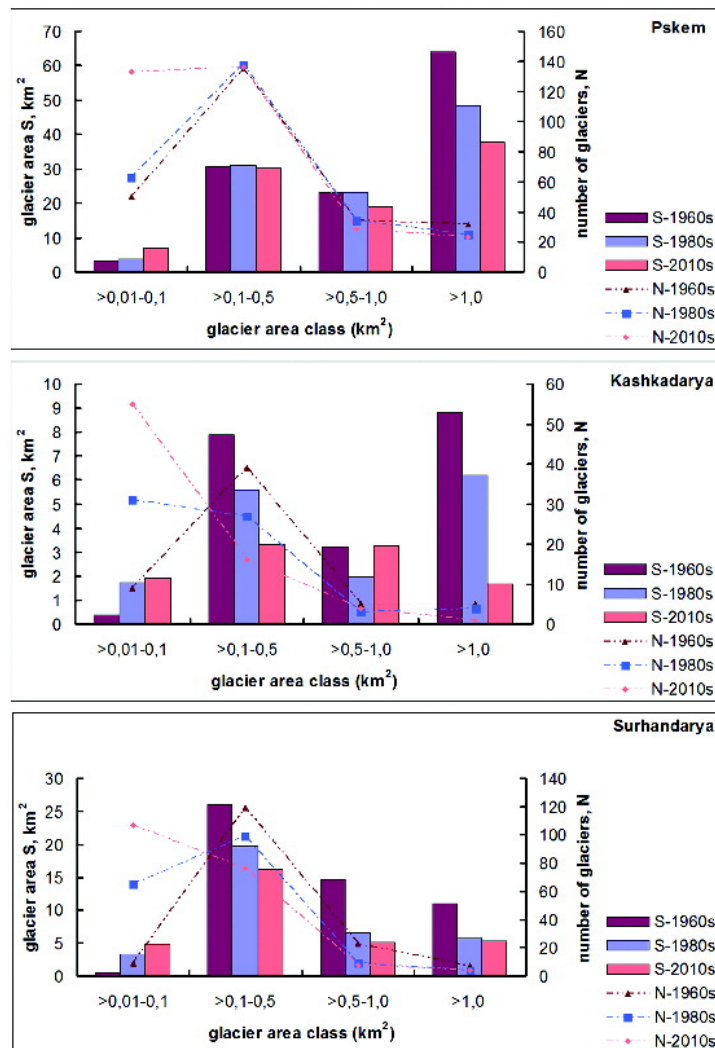 Pskem
glacier area S, km²
number of glaciers, N
70
60
50
40
30
20
10
0
160
140
120
100
80
60
40
20
0
>0,01-0,1 >0,1-0,5 >0,5-1,0 >1,0
glacier area class (km²)
S-1960s
S-1980s
S-2010s
N-1960s
N-1980s
N-2010s
Kashkadarya
glacier area S, km²
number of glaciers, N
10
9
8
7
6
5
4
3
2
1
0
60
50
40
30
20
10
0
>0,01-0,1 >0,1-0,5 >0,5-1,0 >1,0
glacier area class (km²)
S-1960s
S-1980s
S-2010s
N-1960s
N-1980s
N-2010s
Surhandarya
glacier area S, km²
number of glaciers, N
30
25
20
15
10
5
0
140
120
100
80
60
40
20
0
>0,01-0,1 >0,1-0,5 >0,5-1,0 >1,0
glacier area class (km²)
S-1960s
S-1980s
S-2010s
N-1960s
N-1980s
N-2010s